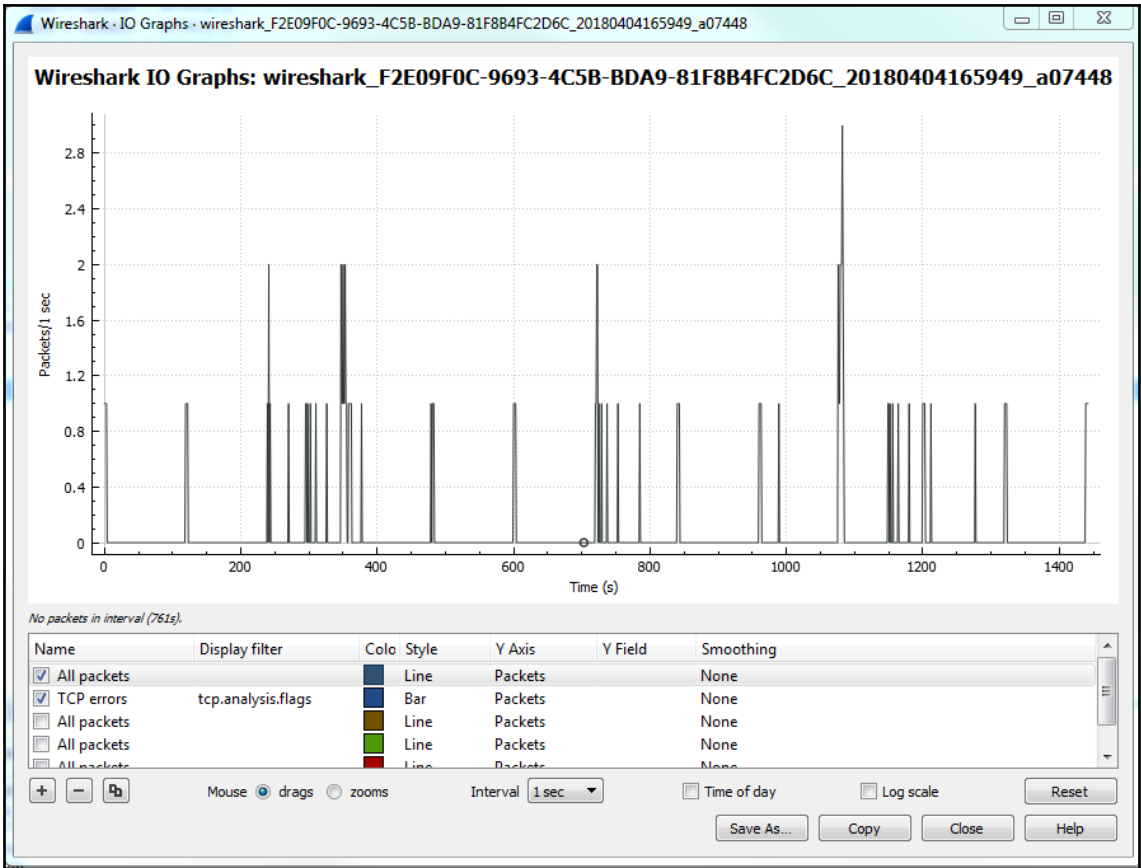 Wireshark · IO Graphs · wireshark_F2E09F0C-9693-4C5B-BDA9-81F8B4FC2D6C_20180404165949_a07448
Wireshark IO Graphs: wireshark_F2E09F0C-9693-4C5B-BDA9-81F8B4FC2D6C_20180404165949_a07448
2.8
2.4
2
1.6
1.2
0.8
0.4
0
Packets/1 sec
0 200 400 600 800 1000 1200 1400
Time (s)
No packets in interval (761s).
Name Display filter Colo Style Y Axis Y Field Smoothing
All packets Line Packets None
TCP errors tcp.analysis.flags Bar Packets None
All packets Line Packets None
All packets Line Packets None
All packets Line Packets None
+ − Mouse drags zooms Interval 1 sec Time of day Log scale Reset
Save As... Copy Close Help